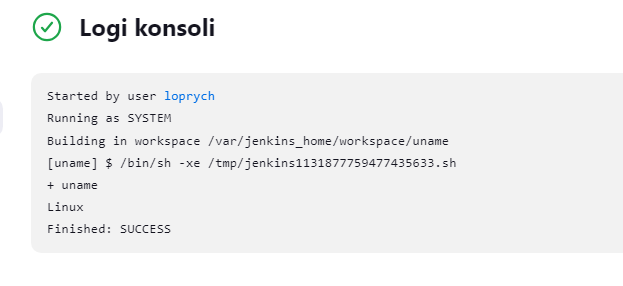 Logi konsoli
Started by user loprych
Running as SYSTEM
Building in workspace /var/jenkins_home/workspace/uname
[uname] $ /bin/sh -xe /tmp/jenkins1131877759477435633.sh
+ uname
Linux
Finished: SUCCESS